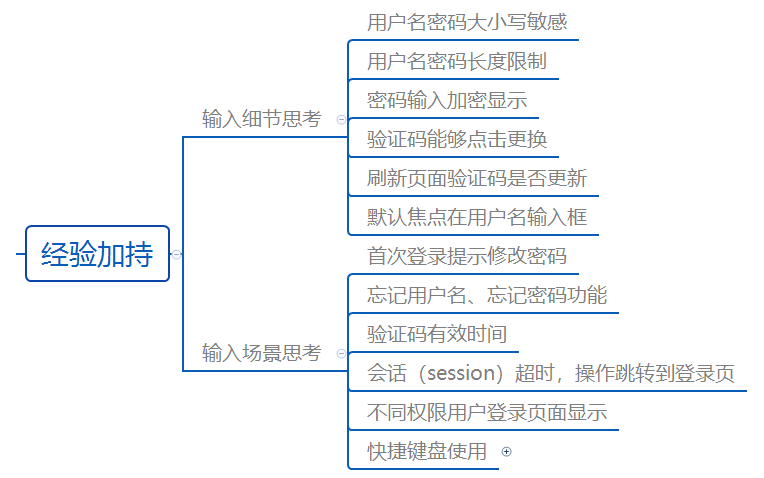 用户名密码大小写敏感
用户名密码长度限制
密码输入加密显示
输入细节思考
验证码能够点击更换
刷新页面验证码是否更新
默认焦点在用户名输入框
经验加持
首次登录提示修改密码
忘记用户名、忘记密码功能
验证码有效时间
输入场景思考
会话（session）超时，操作跳转到登录页
不同权限用户登录页面显示
快捷键盘使用